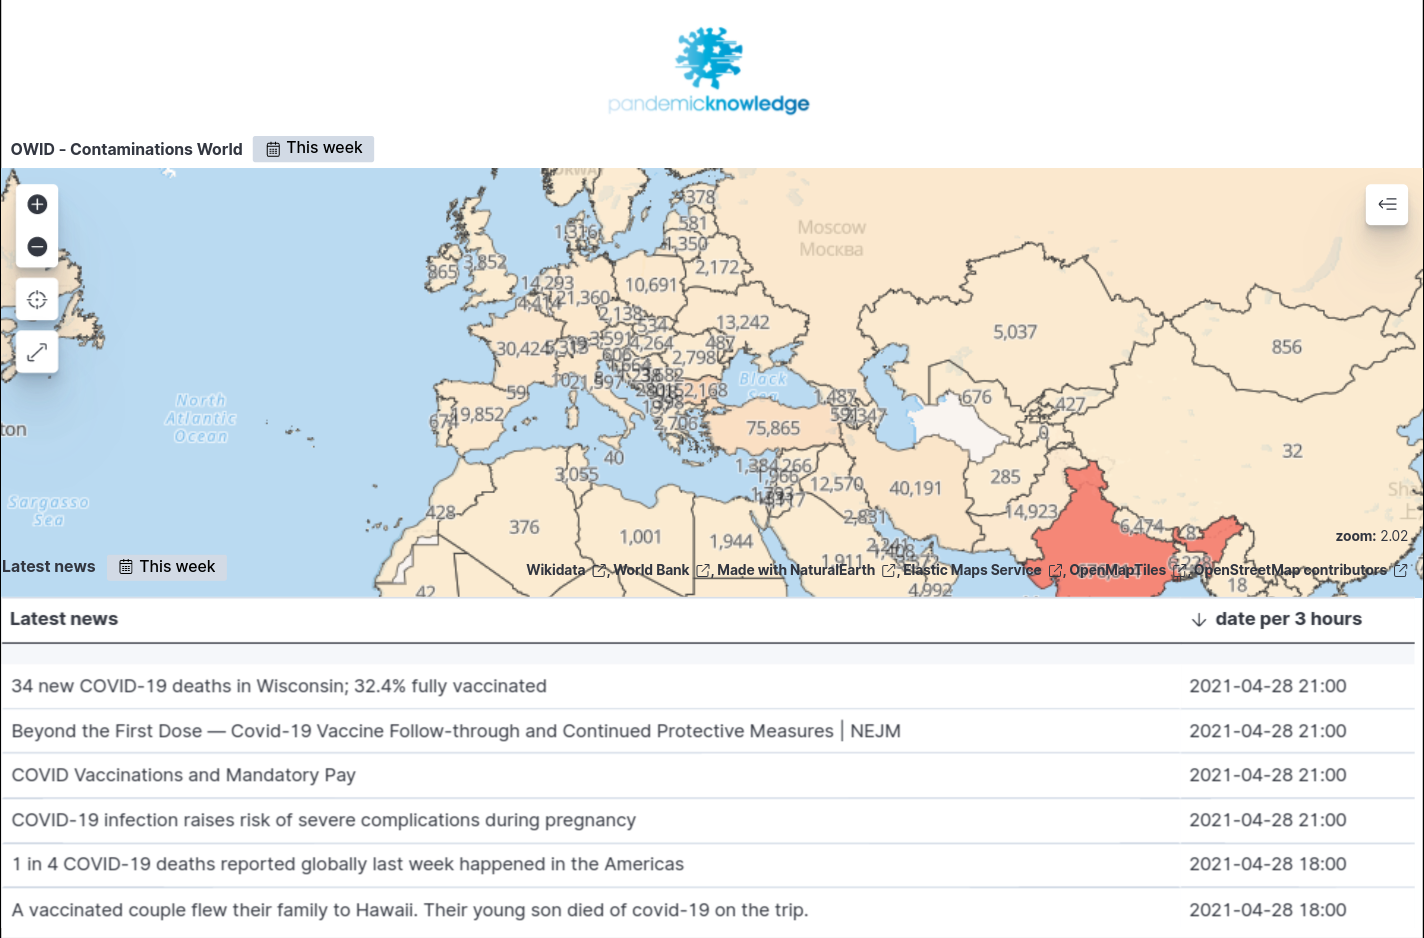 pandemicknowledge
OWID - Contaminations World This week
NORWAY
378
581
1,316
1,350
Moscow
Москва
2,172
3,852
865
14,293
4,414
21,360
10,691
2,138
534
13,242
5,037
856
30,424
3,591
4,264
487
606
2,798
21,597
59
52,168
Black
Sea
North
Atlantic
Ocean
ton
19,852
674
2,706
75,865
1,487
347
676
427
0
32
40
3,055
1,384
266
1,966
12,570
40,191
285
Sargasso
Sea
428
376
1,001
1,944
2,831
14,923
6,474
8
zoom: 2.02
2,241
1,911
42
4,992
18
Latest news This week
Wikidata , World Bank , Made with NaturalEarth , Elastic Maps Service , OpenMapTiles , OpenStreetMap contributors
Latest news ↓ date per 3 hours
34 new COVID-19 deaths in Wisconsin; 32.4% fully vaccinated 2021-04-28 21:00
Beyond the First Dose — Covid-19 Vaccine Follow-through and Continued Protective Measures | NEJM 2021-04-28 21:00
COVID Vaccinations and Mandatory Pay 2021-04-28 21:00
COVID-19 infection raises risk of severe complications during pregnancy 2021-04-28 21:00
1 in 4 COVID-19 deaths reported globally last week happened in the Americas 2021-04-28 18:00
A vaccinated couple flew their family to Hawaii. Their young son died of covid-19 on the trip. 2021-04-28 18:00